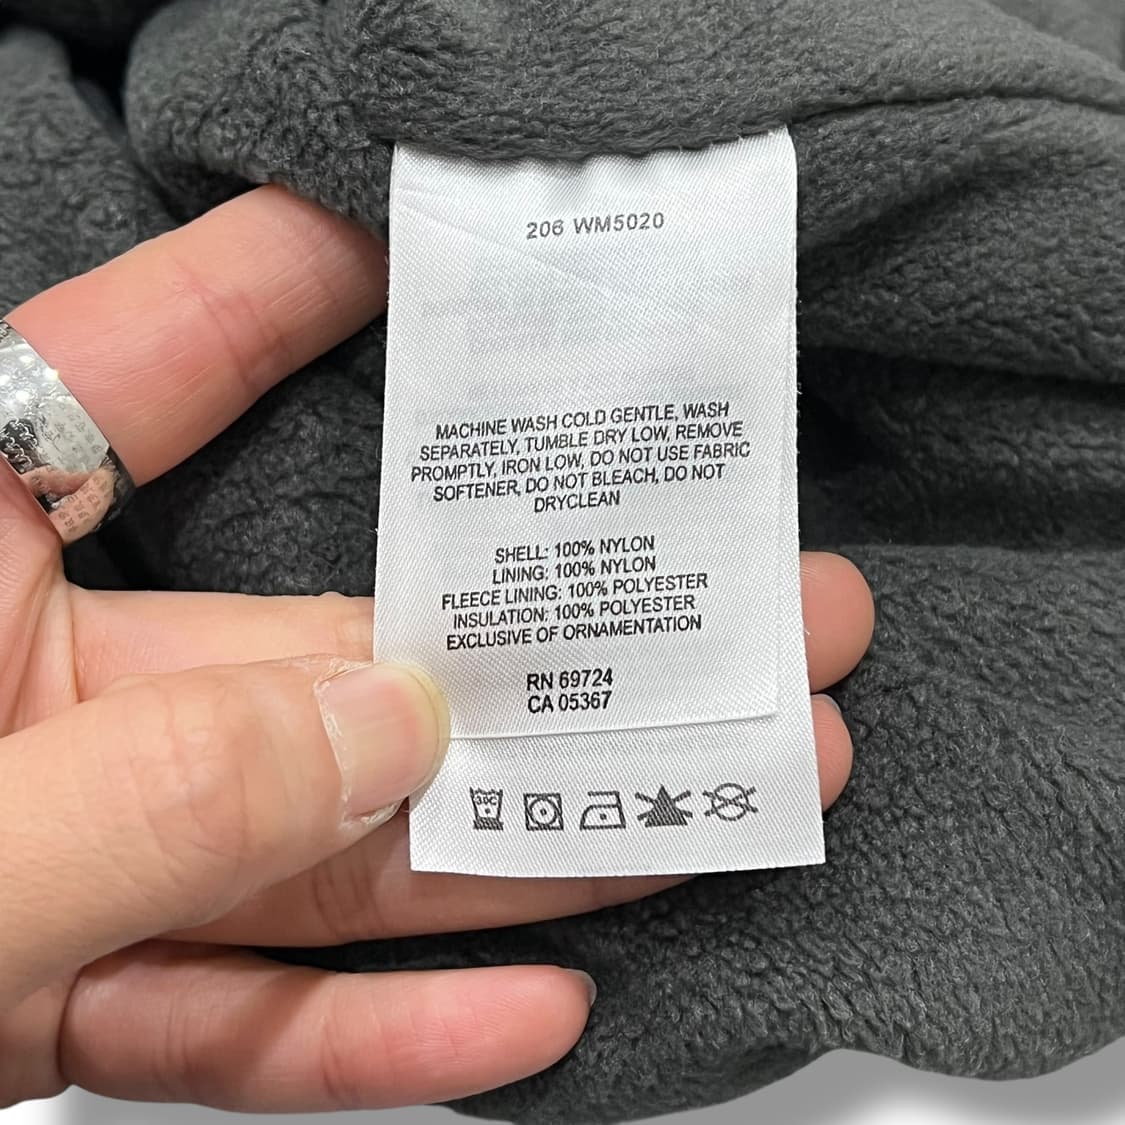 206 WM5020
MACHINE WASH COLD GENTLE, WASH
SEPARATELY, TUMBLE DRY LOW, REMOVE
PROMPTLY, IRON LOW, DO NOT USE FABRIC
SOFTENER, DO NOT BLEACH, DO NOT
DRYCLEAN
SHELL: 100% NYLON
LINING: 100% NYLON
FLEECE LINING: 100% POLYESTER
INSULATION: 100% POLYESTER
EXCLUSIVE OF ORNAMENTATION
RN 69724
CA 05367
30C